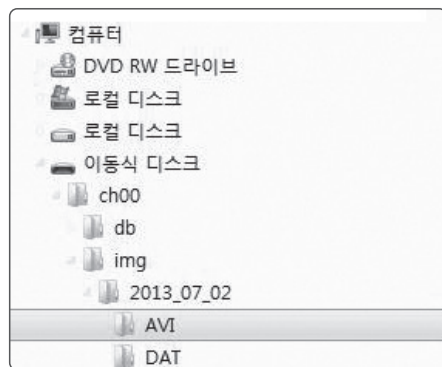 컴퓨터
DVD RW 드라이브
로컬 디스크
로컬 디스크
이동식 디스크
ch00
db
img
2013_07_02
AVI
DAT